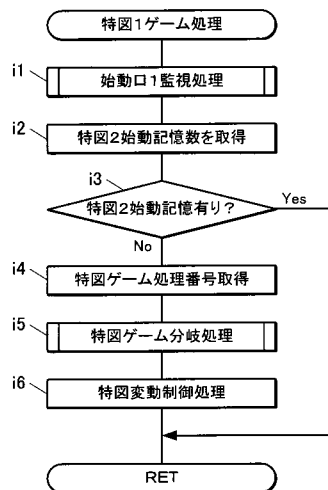 特図1ゲーム処理
i1
始動口1監視処理
i2
特図2始動記憶数を取得
i3
特図2始動記憶有り?
Yes
No
i4
特図ゲーム処理番号取得
i5
特図ゲーム分岐処理
i6
特図変動制御処理
RET